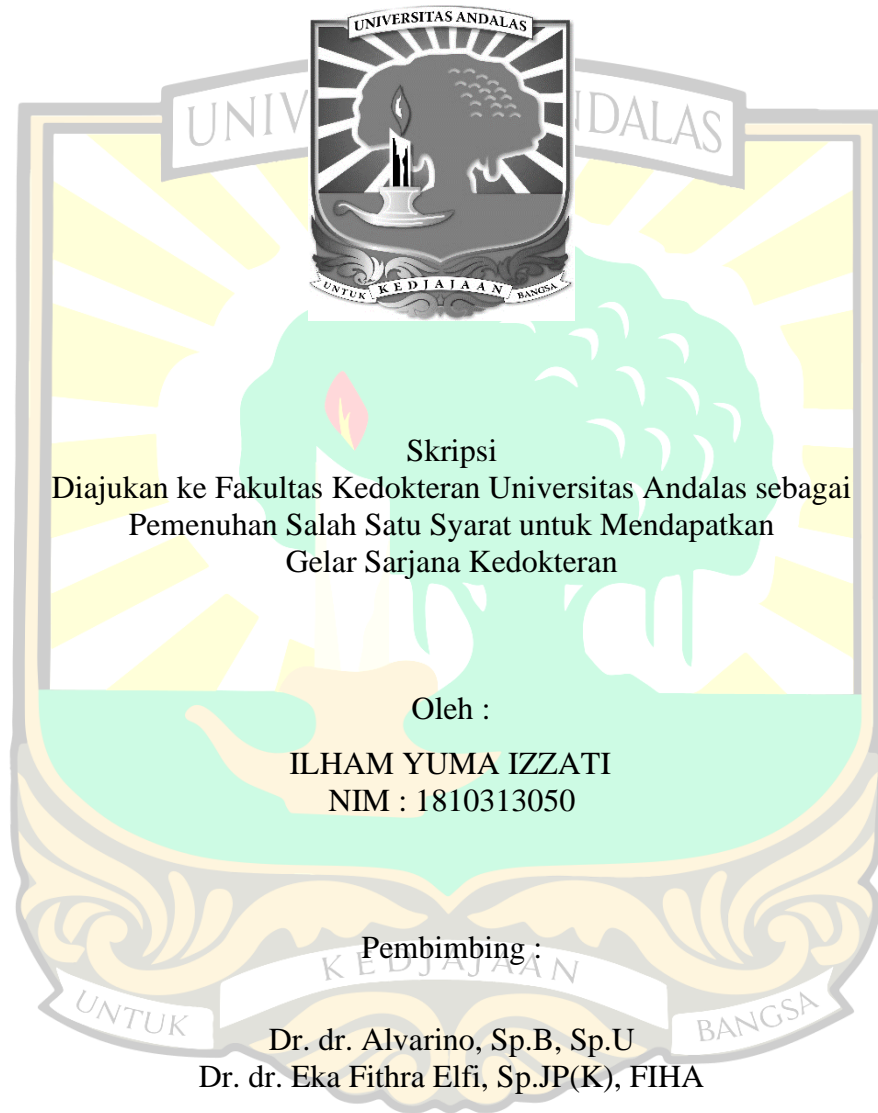 UNIVERSITAS ANDALAS
UNTUK KEDJAJAAN BANGSA
Skripsi
Diajukan ke Fakultas Kedokteran Universitas Andalas sebagai
Pemenuhan Salah Satu Syarat untuk Mendapatkan
Gelar Sarjana Kedokteran
Oleh :
ILHAM YUMA IZZATI
NIM : 1810313050
Pembimbing :
KEDJAJAAN
UNTUK BANGSA
Dr. dr. Alvarino, Sp.B, Sp.U
Dr. dr. Eka Fithra Elfi, Sp.JP(K), FIHA